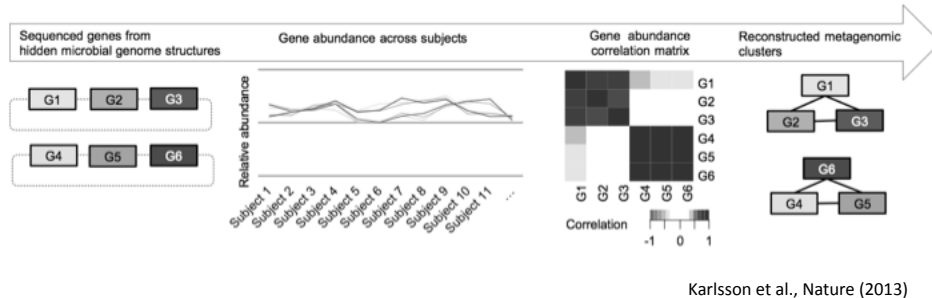 Sequenced genes from
hidden microbial genome structures
Gene abundance across subjects
Gene abundance
correlation matrix
Reconstructed metagenomic
clusters
G1 G2 G3
G4 G5 G6
Relative abundance
Subject 1
Subject 2
Subject 3
Subject 4
Subject 5
Subject 6
Subject 7
Subject 8
Subject 9
Subject 10
Subject 11
...
G1
G2
G3
G4
G5
G6
G1 G2 G3 G4 G5 G6
Correlation
-1 0 1
G1
G2 G3
G6
G4 G5
Karlsson et al., Nature (2013)